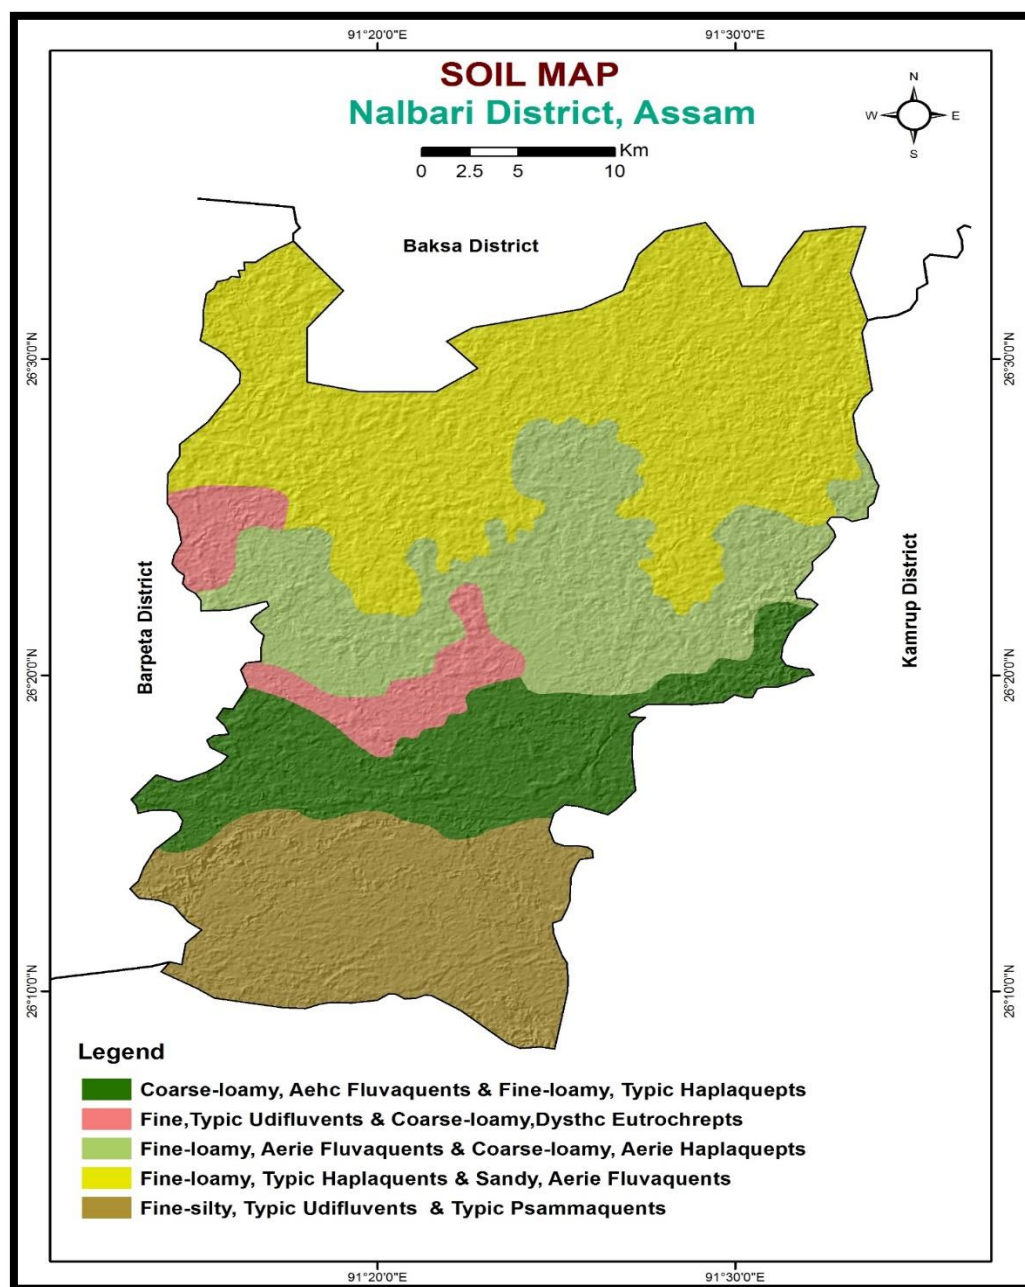 91°20'0"E
91°30'0"E
SOIL MAP
Nalbari District, Assam
N
W
E
S
Km
0 2.5 5 10
Baksa District
26°30'0"N
26°30'0"N
Barpeta District
Kamrup District
26°20'0"N
26°20'0"N
26°10'0"N
26°10'0"N
Legend
Coarse-loamy, Aehc Fluvaquents & Fine-loamy, Typic Haplaquepts
Fine,Typic Udifluvents & Coarse-loamy,Dysthc Eutrochrepts
Fine-loamy, Aerie Fluvaquents & Coarse-loamy, Aerie Haplaquepts
Fine-loamy, Typic Haplaquents & Sandy, Aerie Fluvaquents
Fine-silty, Typic Udifluvents & Typic Psammaquents
91°20'0"E
91°30'0"E